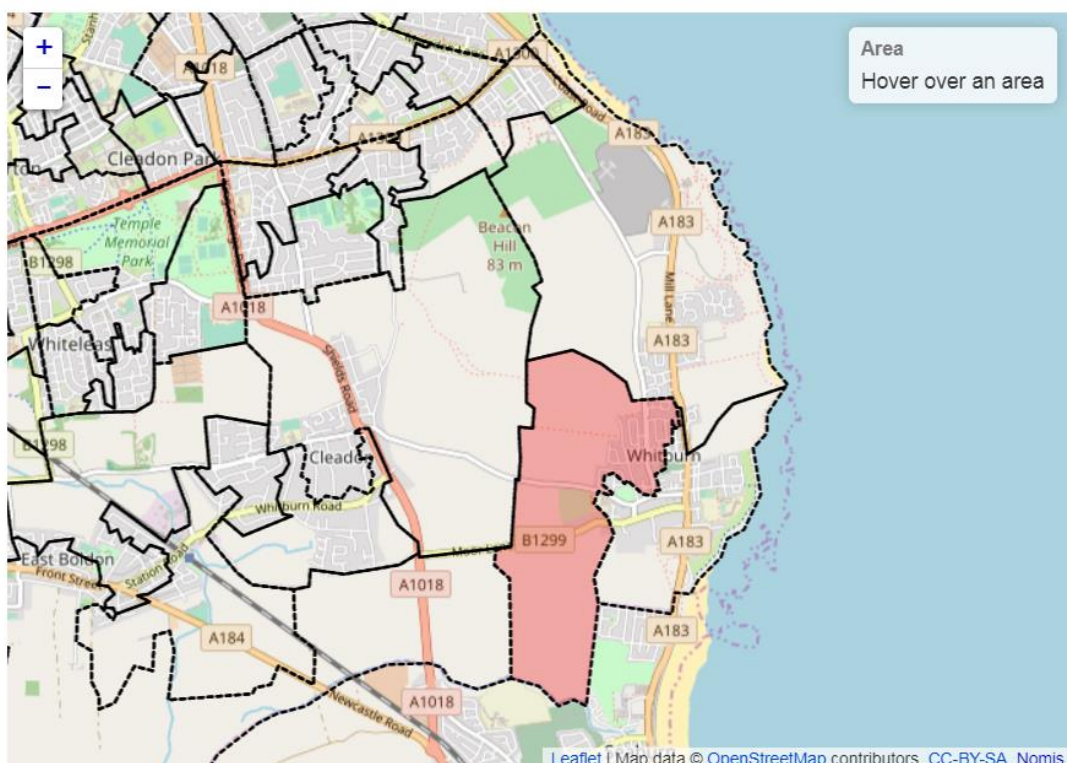 +
−
Area
Hover over an area
A1300
A1018
A183
Cleadon Park
A183
Temple
Memorial
Park
Beacon
Hill
83 m
B1298
Mill Lane
A1018
Whiteleas
A183
Shields Road
B1298
Cleadon
Whitburn
Whitburn Road
East Boldon
Station Road
Moor Lane
B1299
A183
Front Street
A1018
A184
A183
Newcastle Road
A1018
Leaflet | Map data © OpenStreetMap contributors, CC-BY-SA, Nomis